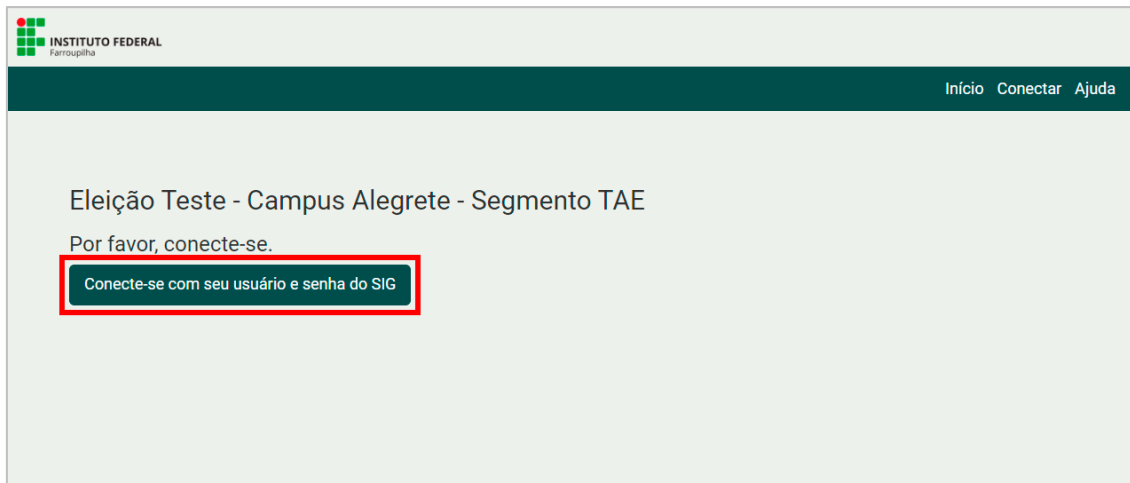 INSTITUTO FEDERAL
Farroupilha
Início Conectar Ajuda
Eleição Teste - Campus Alegrete - Segmento TAE
Por favor, conecte-se.
Conecte-se com seu usuário e senha do SIG